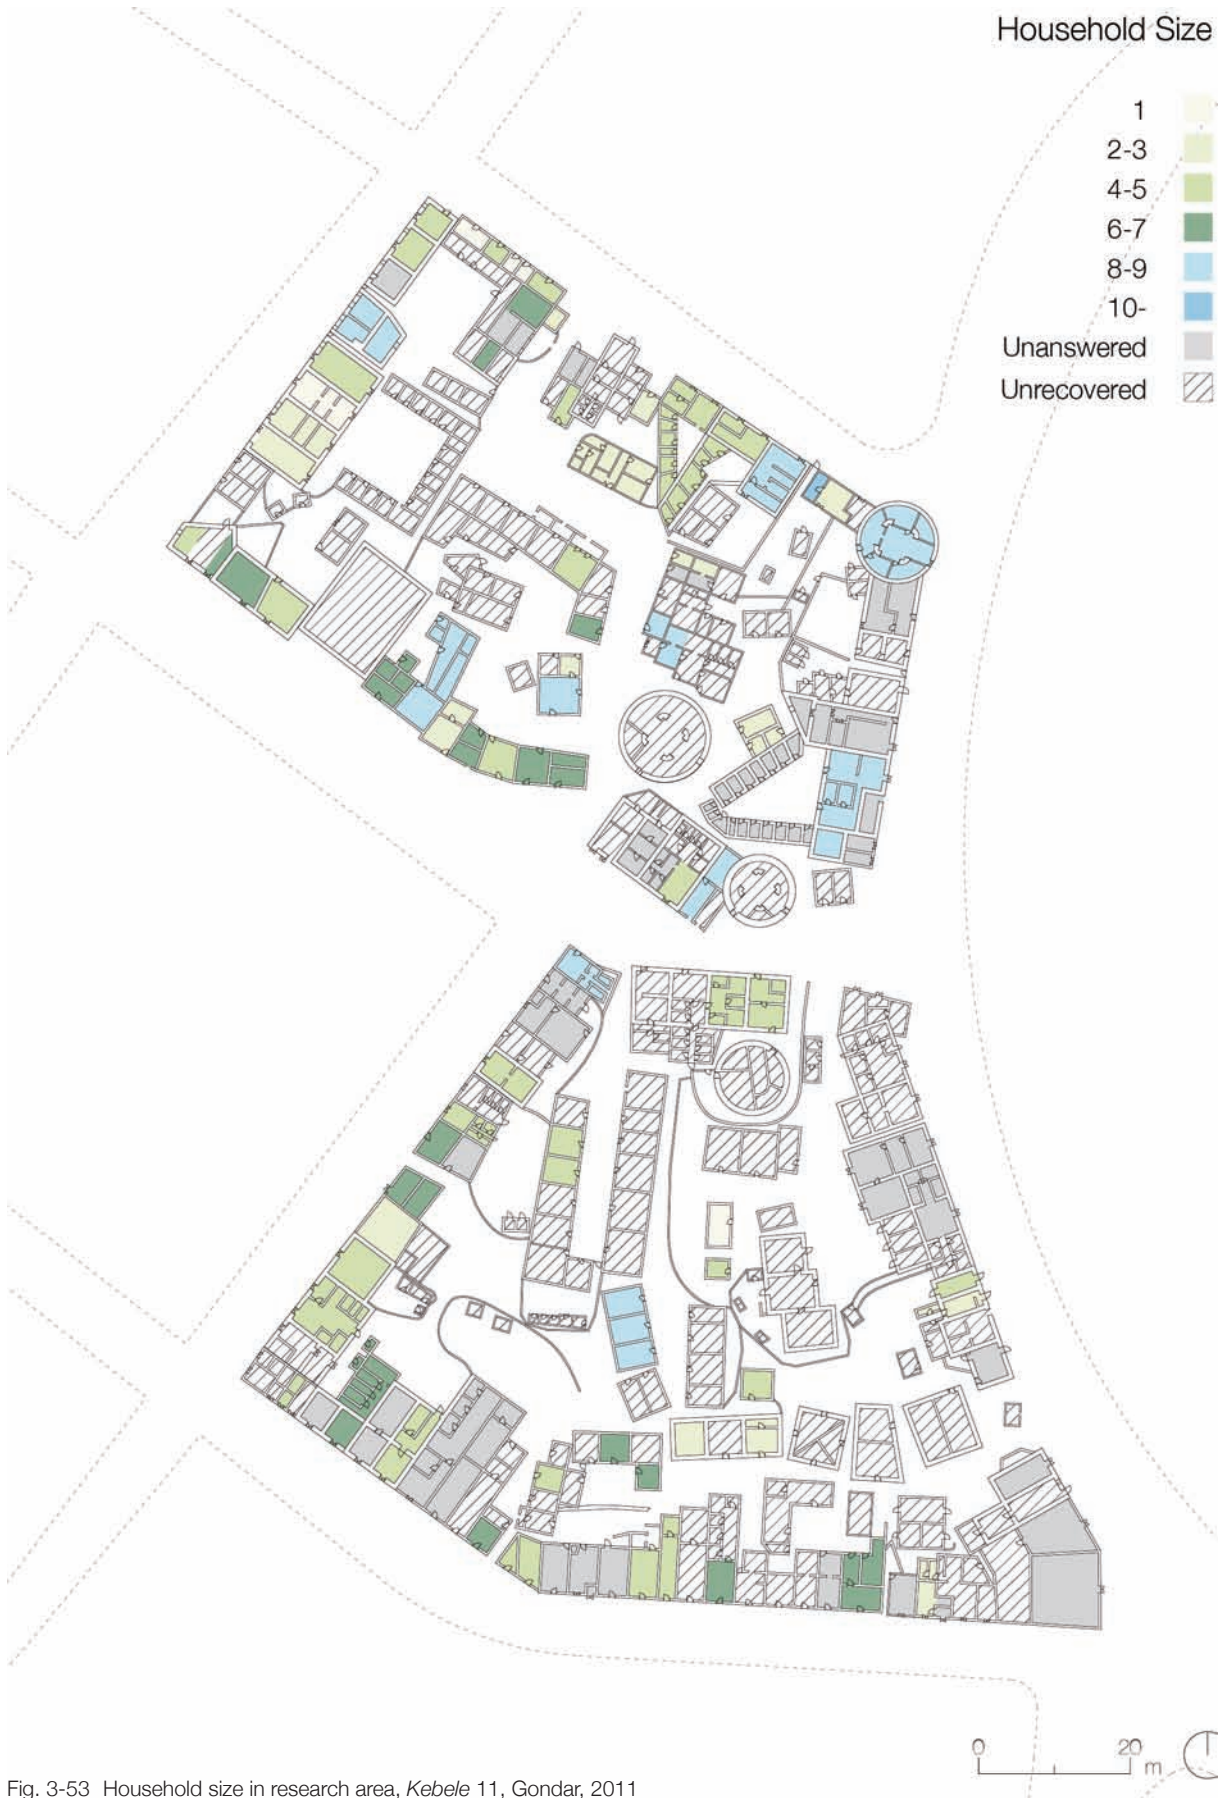 Household Size
1
2-3
4-5
6-7
8-9
10-
Unanswered
Unrecovered
0 20 m
Fig. 3-53 Household size in research area, Kebele 11, Gondar, 2011